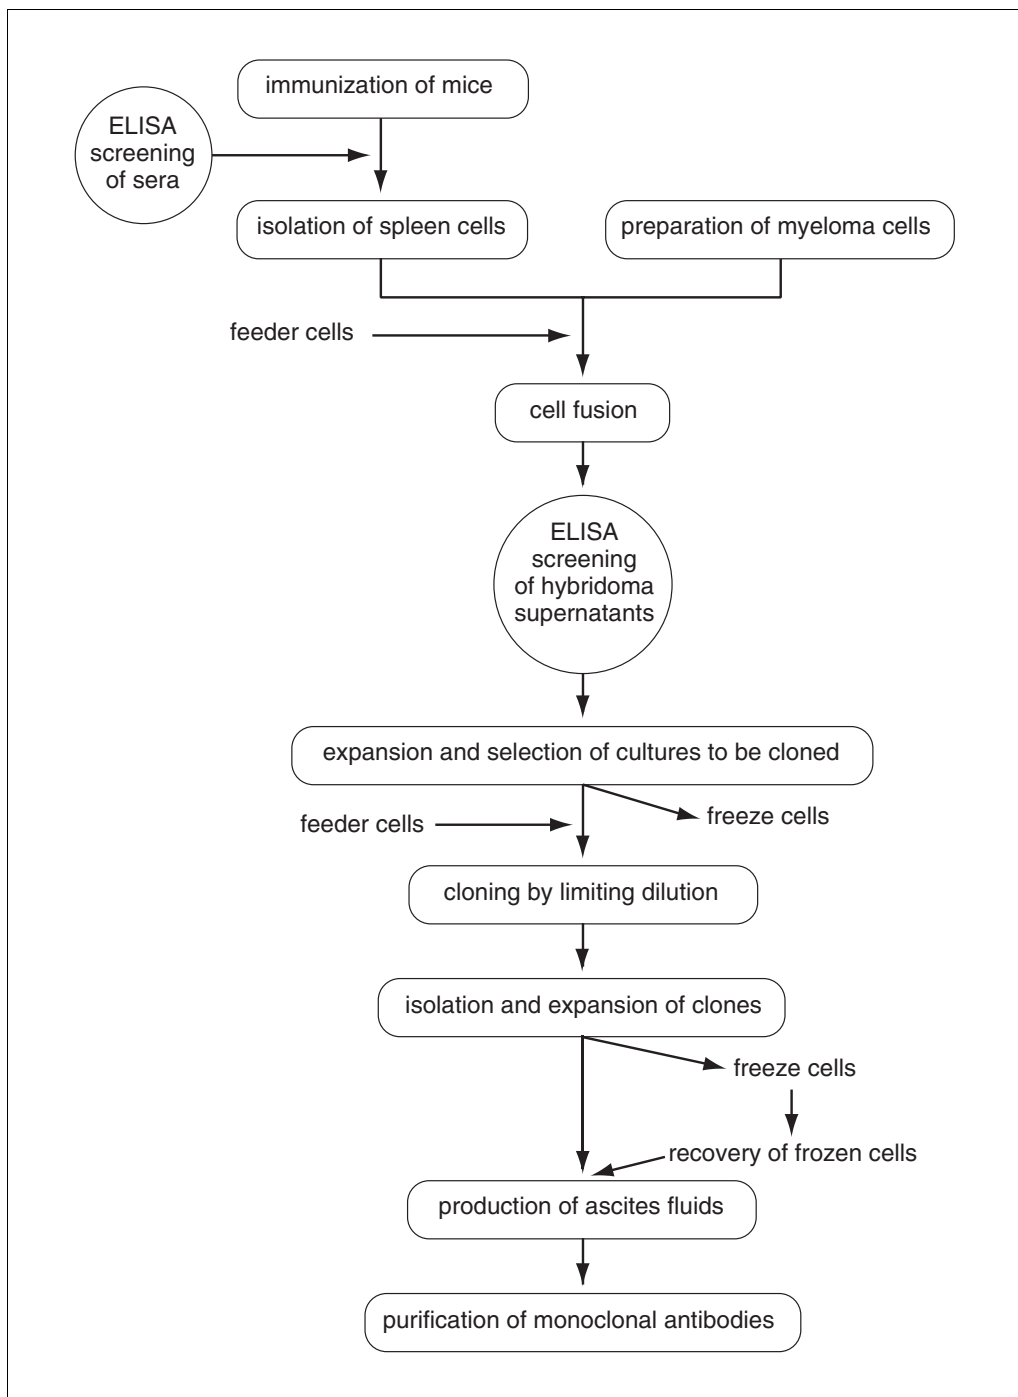 immunization of mice
ELISA
screening
of sera
isolation of spleen cells
preparation of myeloma cells
feeder cells
cell fusion
ELISA
screening
of hybridoma
supernatants
expansion and selection of cultures to be cloned
freeze cells
feeder cells
cloning by limiting dilution
isolation and expansion of clones
freeze cells
recovery of frozen cells
production of ascites fluids
purification of monoclonal antibodies